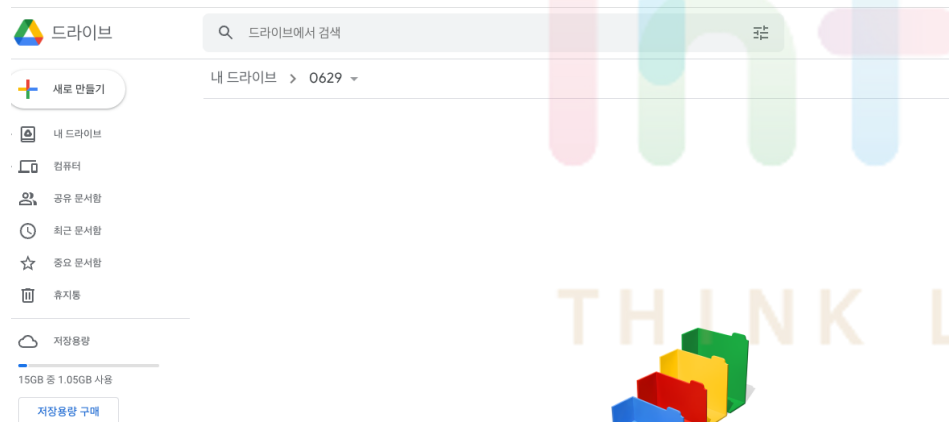 드라이브
드라이브에서 검색
내 드라이브 > 0629
새로 만들기
내 드라이브
컴퓨터
공유 문서함
최근 문서함
중요 문서함
휴지통
저장용량
15GB 중 1.05GB 사용
저장용량 구매
THINK L